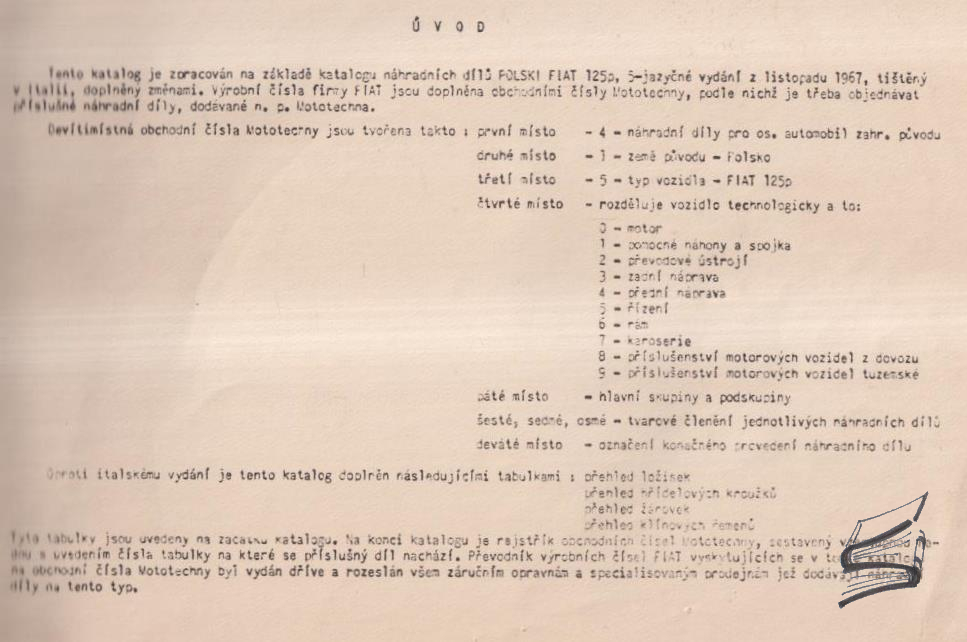 Ú V O D
Tento katalog je zpracován na základě katalogu náhradních dílů POLSKI FIAT 125p, 5-jazyčné vydání z listopadu 1967, tištěný
v Itálii, doplněný změnami. Výrobní čísla firmy FIAT jsou doplněna obchodními čísly Mototechny, podle nichž je třeba objednávat
příslušné náhradní díly, dodávané n. p. Mototechna.
Devítimístná obchodní čísla Mototechny jsou tvořena takto : první místo - 4 - náhradní díly pro os. automobil zahr. původu
druhé místo - 1 - země původu - Polsko
třetí místo - 5 - typ vozidla - FIAT 125p
čtvrté místo - rozděluje vozidlo technologicky a to:
0 - motor
1 - pomocné náhony a spojka
2 - převodové ústrojí
3 - zadní náprava
4 - přední náprava
5 - řízení
6 - rám
7 - karoserie
8 - příslušenství motorových vozidel z dovozu
9 - příslušenství motorových vozidel tuzemské
páté místo - hlavní skupiny a podskupiny
šesté, sedmé, osmé - tvarové členění jednotlivých náhradních dílů
deváté místo - označení konačného provedení náhradního dílu
Oproti italskému vydání je tento katalog doplněn následujícími tabulkami : přehled ložisek
přehled hřídelových kroužků
přehled žárovek
přehled klínových řemenů
Tyto tabulky jsou uvedeny na začátku katalogu. Na konci katalogu je rejstřík obchodních čísel Mototechny, sestavený
s uvedením čísla tabulky na které se příslušný díl nachází. Převodník výrobních čísel FIAT vyskytujících se v
na obchodní čísla Mototechny byl vydán dříve a rozeslán všem záručním opravnám a specialisovaným prodejnám jež dodávají
díly na tento typ.